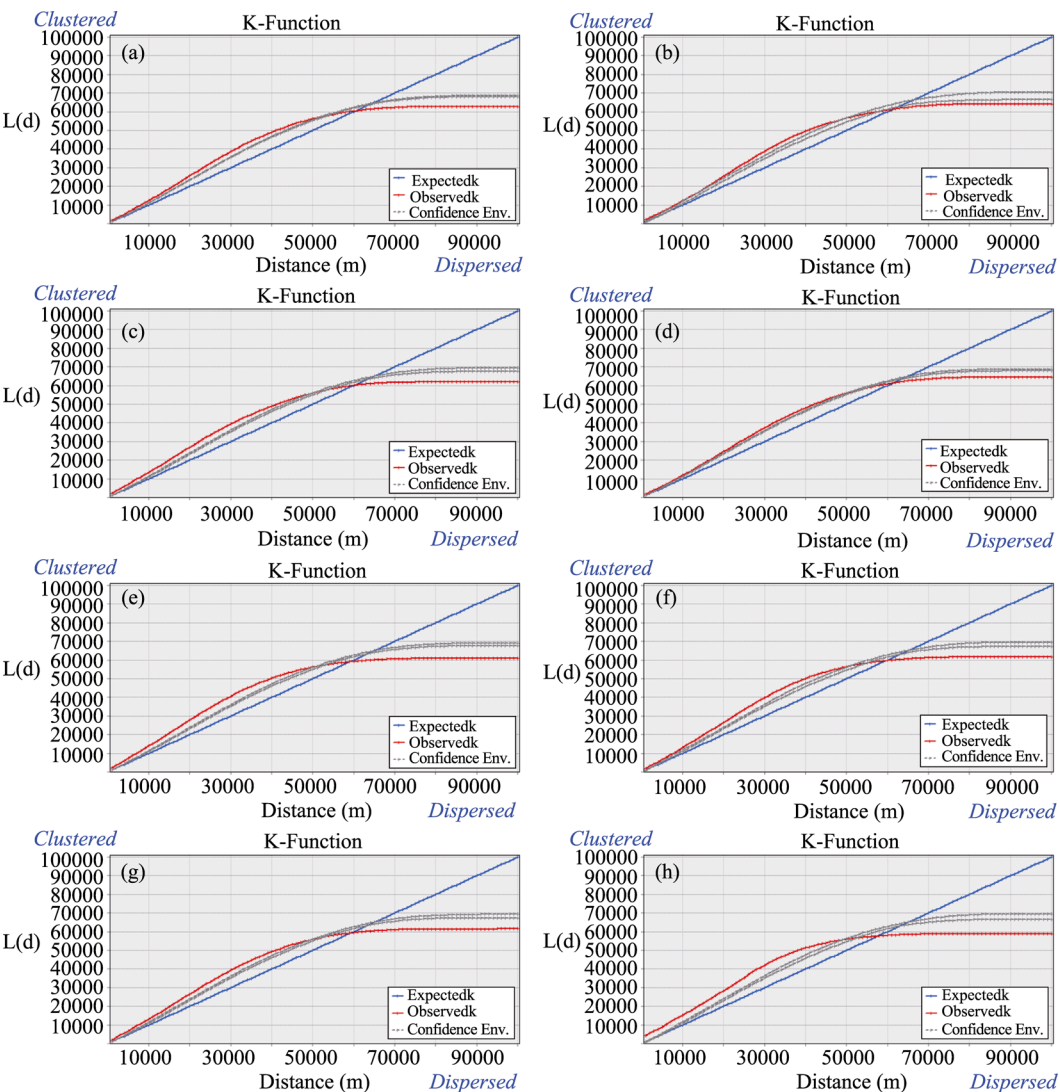 Clustered
K-Function
100000
90000
80000
70000
60000
50000
40000
30000
20000
10000
L(d)
(a)
Expectedk
Observedk
Confidence Env.
10000 30000 50000 70000 90000
Distance (m)
Dispersed
Clustered
K-Function
100000
90000
80000
70000
60000
50000
40000
30000
20000
10000
L(d)
(b)
Expectedk
Observedk
Confidence Env.
10000 30000 50000 70000 90000
Distance (m)
Dispersed
Clustered
K-Function
100000
90000
80000
70000
60000
50000
40000
30000
20000
10000
L(d)
(c)
Expectedk
Observedk
Confidence Env.
10000 30000 50000 70000 90000
Distance (m)
Dispersed
Clustered
K-Function
100000
90000
80000
70000
60000
50000
40000
30000
20000
10000
L(d)
(d)
Expectedk
Observedk
Confidence Env.
10000 30000 50000 70000 90000
Distance (m)
Dispersed
Clustered
K-Function
100000
90000
80000
70000
60000
50000
40000
30000
20000
10000
L(d)
(e)
Expectedk
Observedk
Confidence Env.
10000 30000 50000 70000 90000
Distance (m)
Dispersed
Clustered
K-Function
100000
90000
80000
70000
60000
50000
40000
30000
20000
10000
L(d)
(f)
Expectedk
Observedk
Confidence Env.
10000 30000 50000 70000 90000
Distance (m)
Dispersed
Clustered
K-Function
100000
90000
80000
70000
60000
50000
40000
30000
20000
10000
L(d)
(g)
Expectedk
Observedk
Confidence Env.
10000 30000 50000 70000 90000
Distance (m)
Dispersed
Clustered
K-Function
100000
90000
80000
70000
60000
50000
40000
30000
20000
10000
L(d)
(h)
Expectedk
Observedk
Confidence Env.
10000 30000 50000 70000 90000
Distance (m)
Dispersed